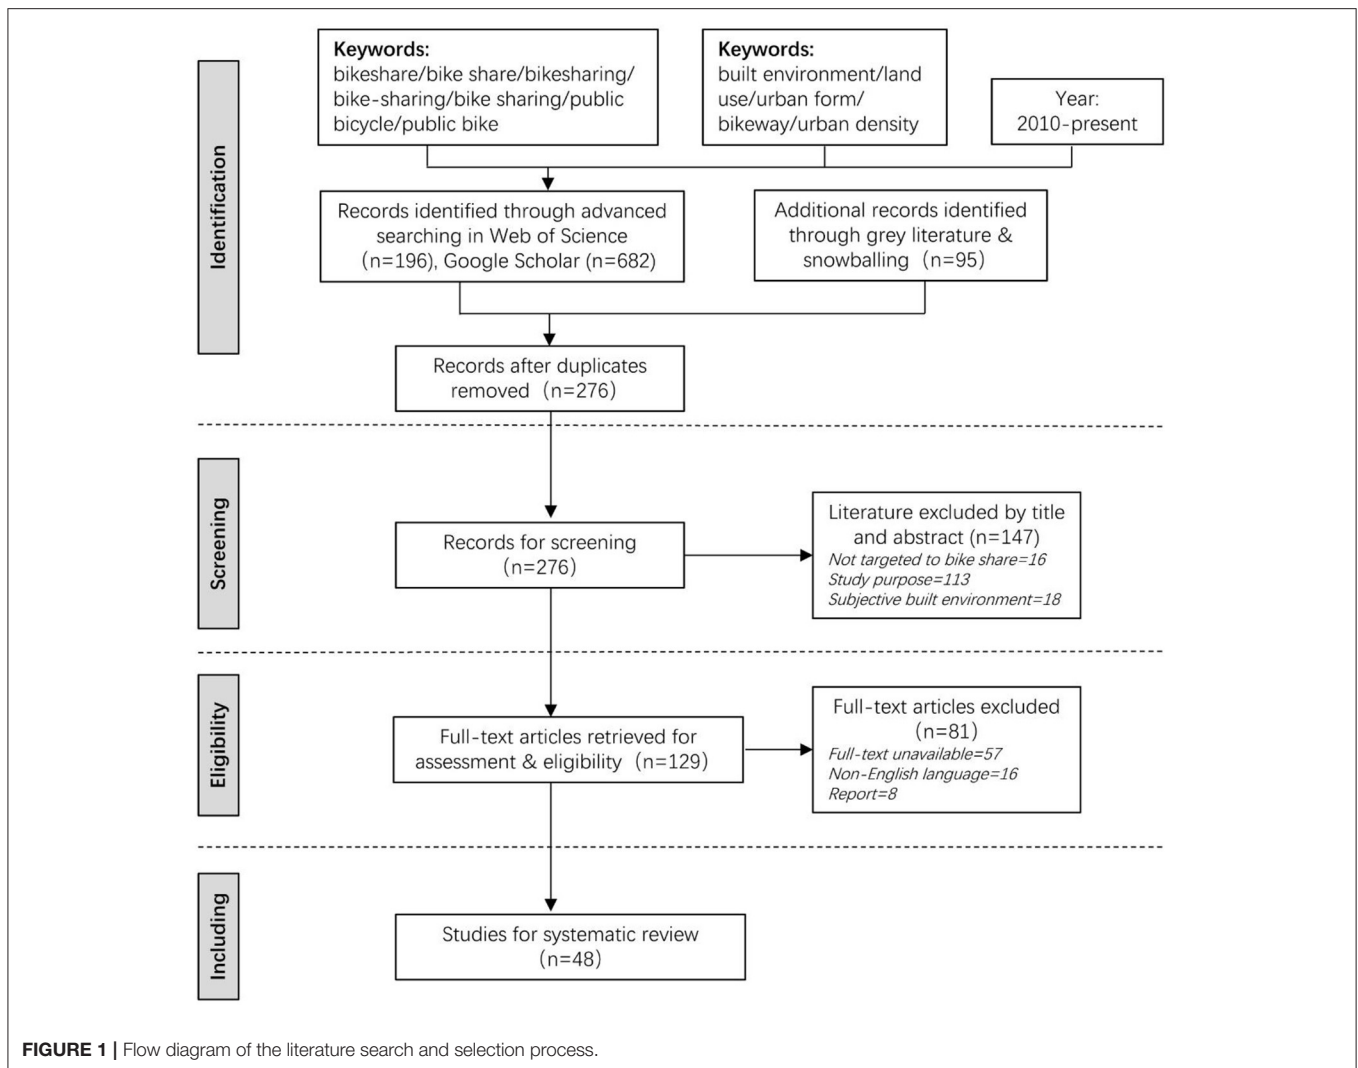 Identification
Keywords:
bikeshare/bike share/bikesharing/
bike-sharing/bike sharing/public
bicycle/public bike
Keywords:
built environment/land
use/urban form/
bikeway/urban density
Year:
2010-present
Records identified through advanced
searching in Web of Science
(n=196), Google Scholar (n=682)
Additional records identified
through grey literature &
snowballing (n=95)
Records after duplicates
removed (n=276)
Screening
Records for screening
(n=276)
Literature excluded by title
and abstract (n=147)
Not targeted to bike share=16
Study purpose=113
Subjective built environment=18
Eligibility
Full-text articles retrieved for
assessment & eligibility (n=129)
Full-text articles excluded
(n=81)
Full-text unavailable=57
Non-English language=16
Report=8
Including
Studies for systematic review
(n=48)
FIGURE 1 | Flow diagram of the literature search and selection process.